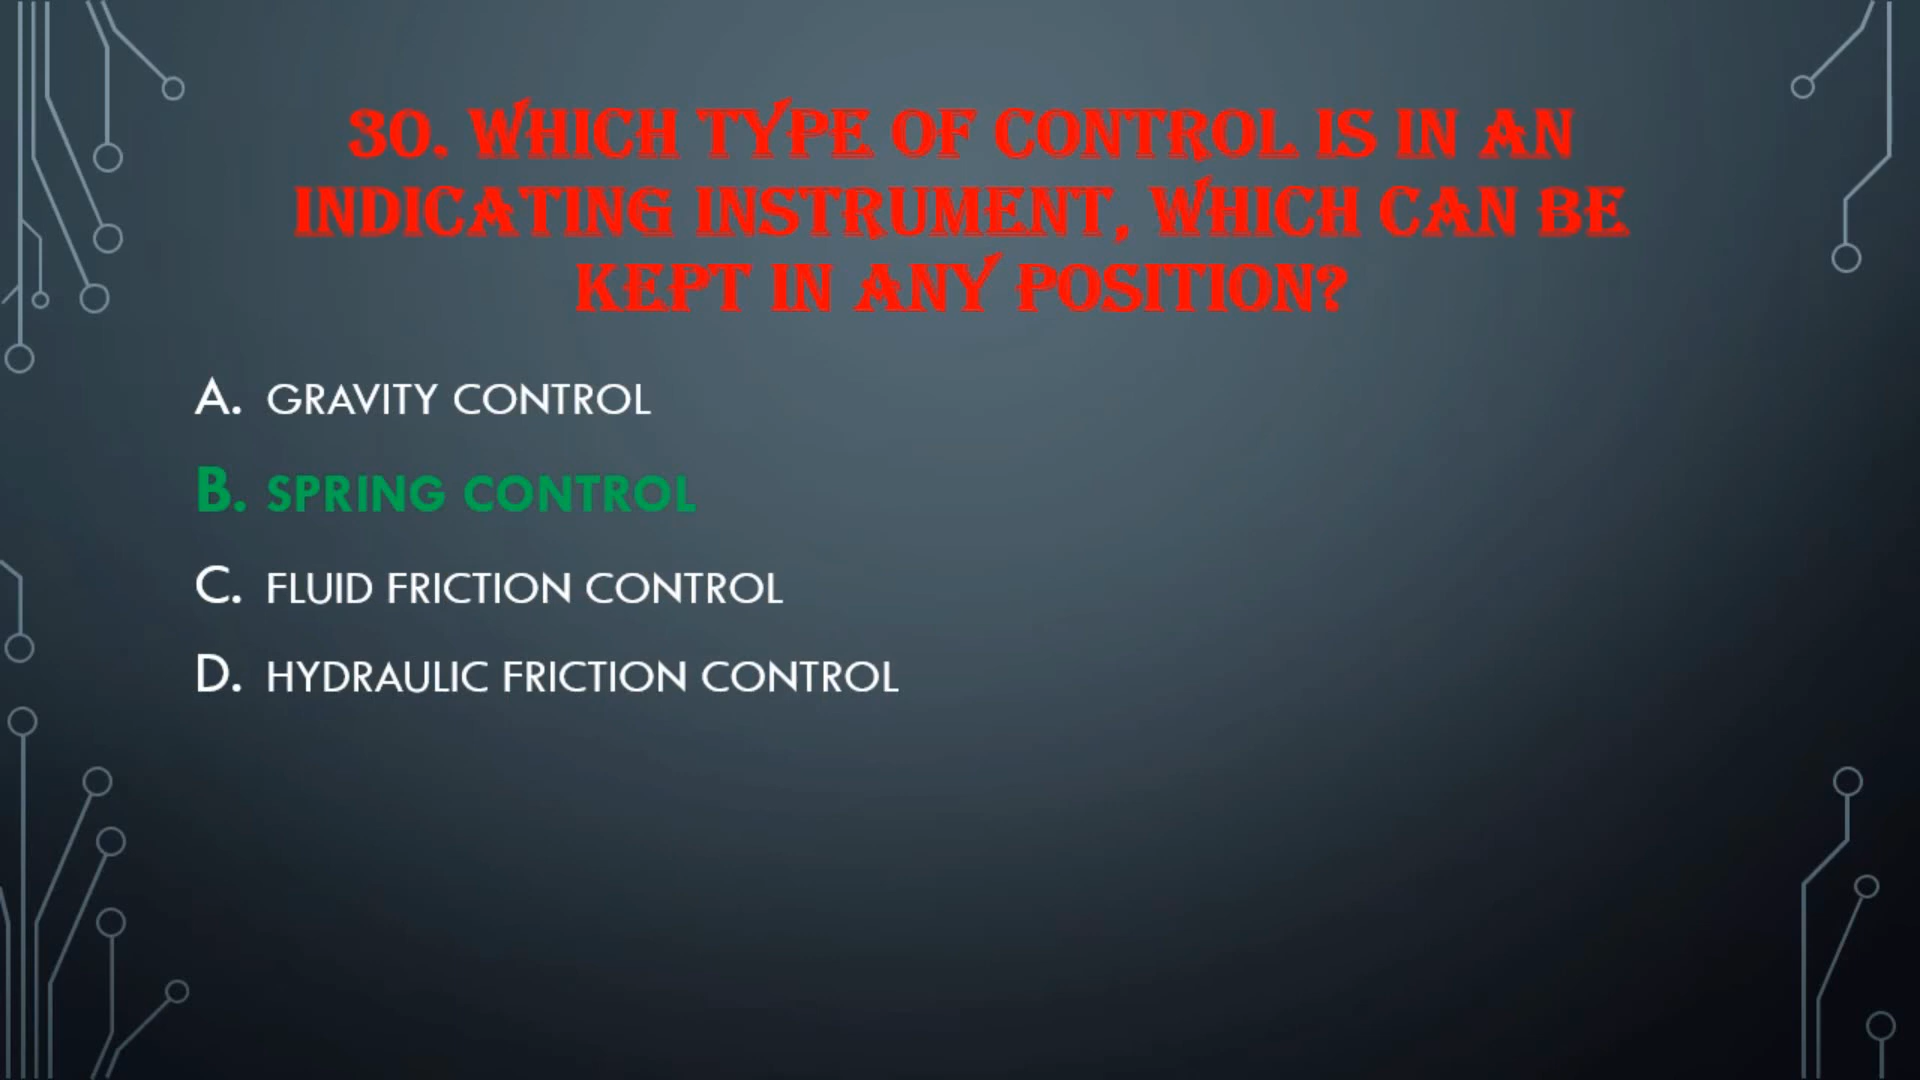 30. WHICH TYPE OF CONTROL IS IN AN
INDICATING INSTRUMENT, WHICH CAN BE
KEPT IN ANY POSITION?
A. GRAVITY CONTROL
B. SPRING CONTROL
C. FLUID FRICTION CONTROL
D. HYDRAULIC FRICTION CONTROL